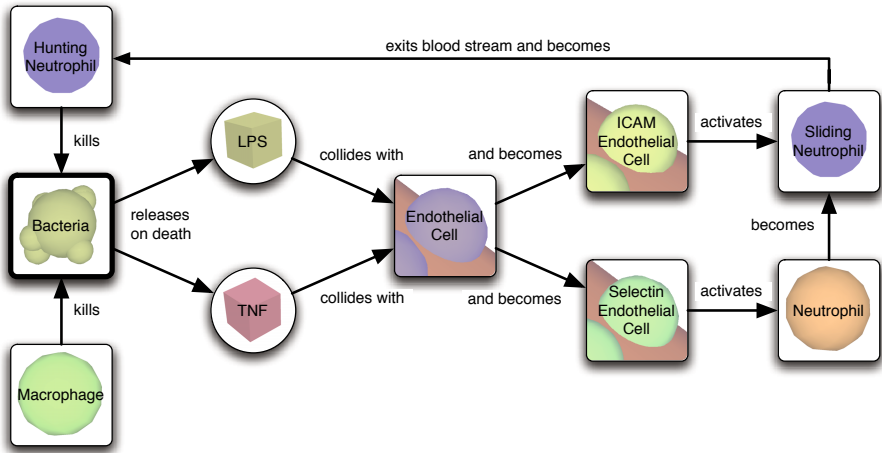 exits blood stream and becomes
Hunting
Neutrophil
kills
Bacteria
releases
on death
kills
Macrophage
LPS
TNF
collides with
collides with
Endothelial
Cell
and becomes
and becomes
ICAM
Endothelial
Cell
Selectin
Endothelial
Cell
activates
activates
Sliding
Neutrophil
becomes
Neutrophil